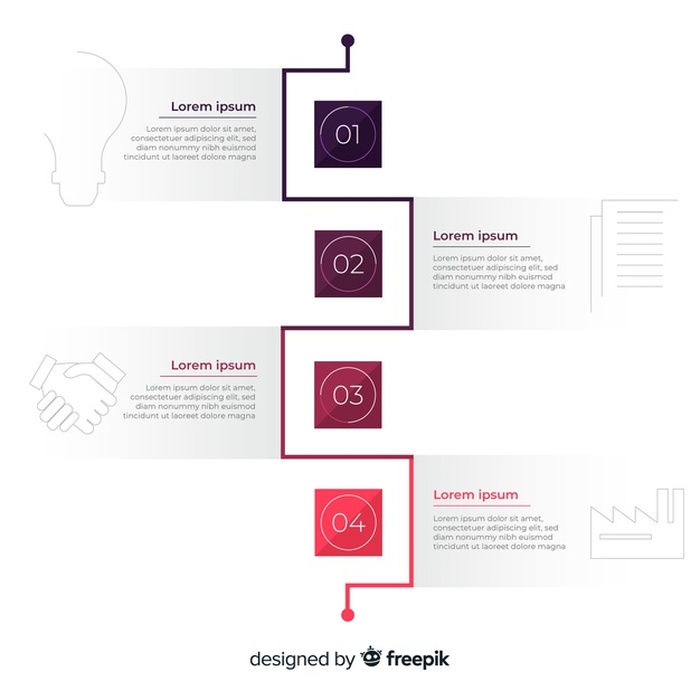 Lorem ipsum
Lorem ipsum dolor sit amet,
consectetuer adipiscing elit, sed
diam nonummy nibh euismod
tincidunt ut laoreet dolore magna
01
02
Lorem ipsum
Lorem ipsum dolor sit amet,
consectetuer adipiscing elit, sed
diam nonummy nibh euismod
tincidunt ut laoreet dolore magna
Lorem ipsum
Lorem ipsum dolor sit amet,
consectetuer adipiscing elit, sed
diam nonummy nibh euismod
tincidunt ut laoreet dolore magna
03
04
Lorem ipsum
Lorem ipsum dolor sit amet,
consectetuer adipiscing elit, sed
diam nonummy nibh euismod
tincidunt ut laoreet dolore magna
designed by freepik